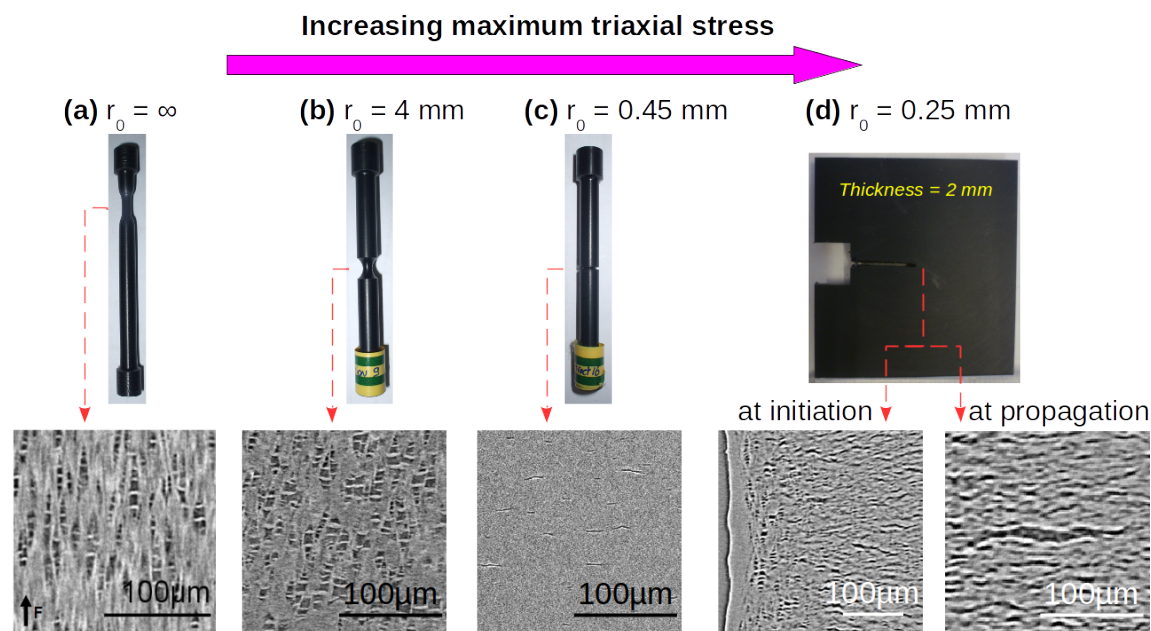 Increasing maximum triaxial stress
(a) r0 = ∞
(b) r0 = 4 mm
(c) r0 = 0.45 mm
(d) r0 = 0.25 mm
Thickness = 2 mm
at initiation
at propagation
F
100µm
100µm
100µm
100µm
100µm